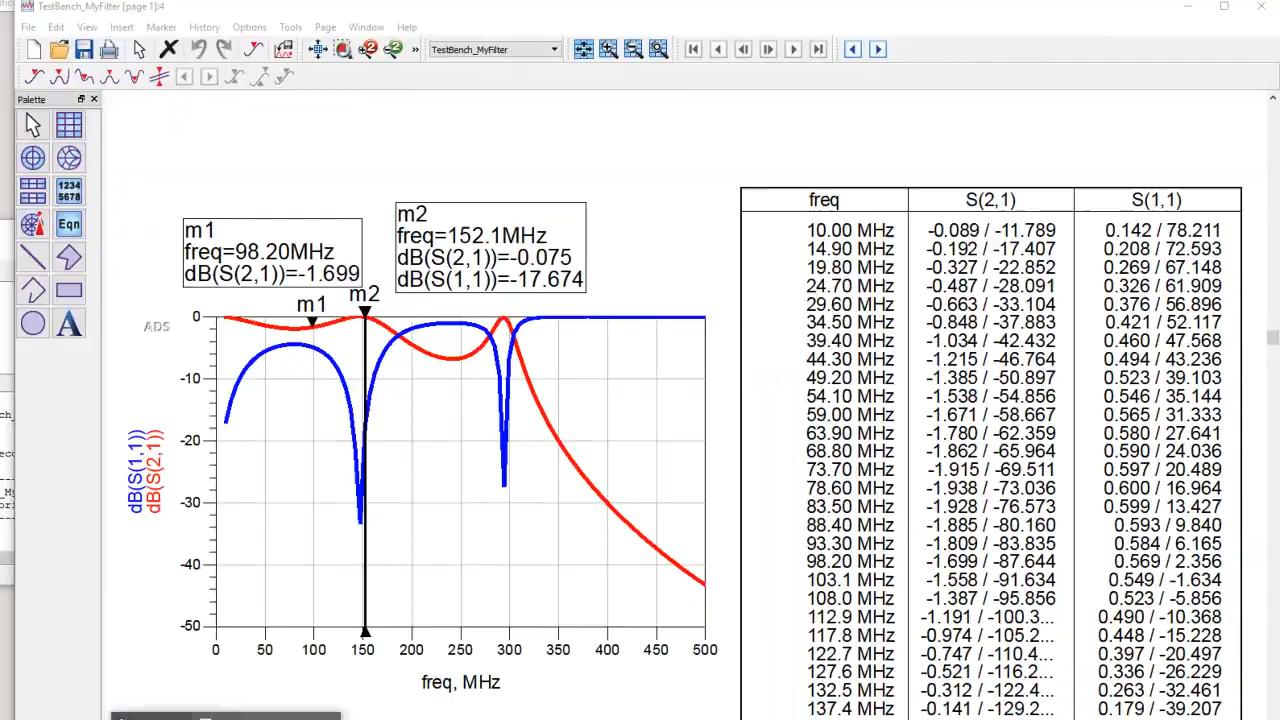 TestBench_MyFilter [page 1]:4
File Edit View Insert Marker History Options Tools Page Window Help
TestBench_MyFilter
Palette
1234
5678
Eqn
m1
freq=98.20MHz
dB(S(2,1))=-1.699
m2
freq=152.1MHz
dB(S(2,1))=-0.075
dB(S(1,1))=-17.674
m1
m2
ADS
0
-10
-20
-30
-40
-50
dB(S(1,1))
dB(S(2,1))
0 50 100 150 200 250 300 350 400 450 500
freq, MHz
freq S(2,1) S(1,1)
10.00 MHz -0.089 / -11.789 0.142 / 78.211
14.90 MHz -0.192 / -17.407 0.208 / 72.593
19.80 MHz -0.327 / -22.852 0.269 / 67.148
24.70 MHz -0.487 / -28.091 0.326 / 61.909
29.60 MHz -0.663 / -33.104 0.376 / 56.896
34.50 MHz -0.848 / -37.883 0.421 / 52.117
39.40 MHz -1.034 / -42.432 0.460 / 47.568
44.30 MHz -1.215 / -46.764 0.494 / 43.236
49.20 MHz -1.385 / -50.897 0.523 / 39.103
54.10 MHz -1.538 / -54.856 0.546 / 35.144
59.00 MHz -1.671 / -58.667 0.565 / 31.333
63.90 MHz -1.780 / -62.359 0.580 / 27.641
68.80 MHz -1.862 / -65.964 0.590 / 24.036
73.70 MHz -1.915 / -69.511 0.597 / 20.489
78.60 MHz -1.938 / -73.036 0.600 / 16.964
83.50 MHz -1.928 / -76.573 0.599 / 13.427
88.40 MHz -1.885 / -80.160 0.593 / 9.840
93.30 MHz -1.809 / -83.835 0.584 / 6.165
98.20 MHz -1.699 / -87.644 0.569 / 2.356
103.1 MHz -1.558 / -91.634 0.549 / -1.634
108.0 MHz -1.387 / -95.856 0.523 / -5.856
112.9 MHz -1.191 / -100.3... 0.490 / -10.368
117.8 MHz -0.974 / -105.2... 0.448 / -15.228
122.7 MHz -0.747 / -110.4... 0.397 / -20.497
127.6 MHz -0.521 / -116.2... 0.336 / -26.229
132.5 MHz -0.312 / -122.4... 0.263 / -32.461
137.4 MHz -0.141 / -129.2... 0.179 / -39.207